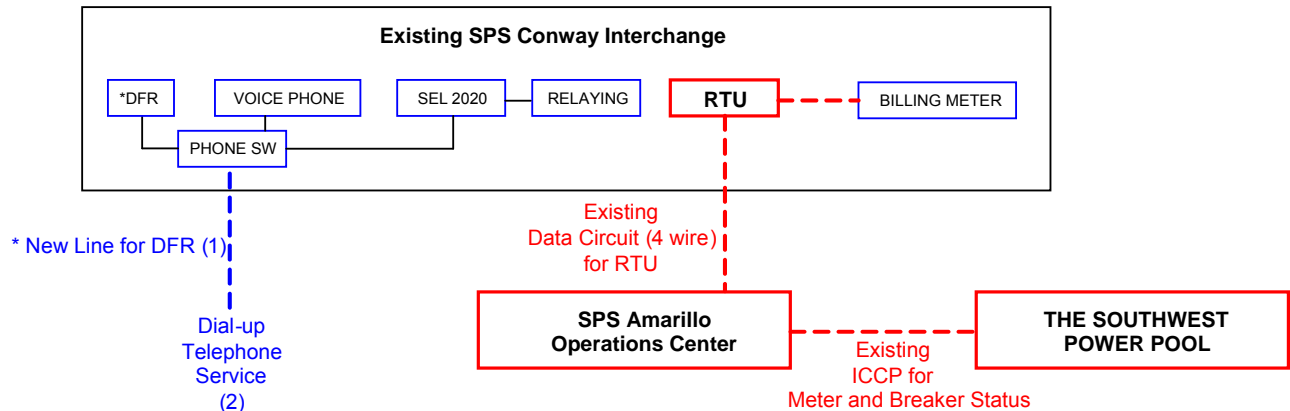 Existing SPS Conway Interchange
*DFR
VOICE PHONE
SEL 2020
RELAYING
RTU
BILLING METER
PHONE SW
* New Line for DFR (1)
Existing
Data Circuit (4 wire)
for RTU
Dial-up
Telephone
Service
(2)
SPS Amarillo
Operations Center
Existing
ICCP for
Meter and Breaker Status
THE SOUTHWEST
POWER POOL